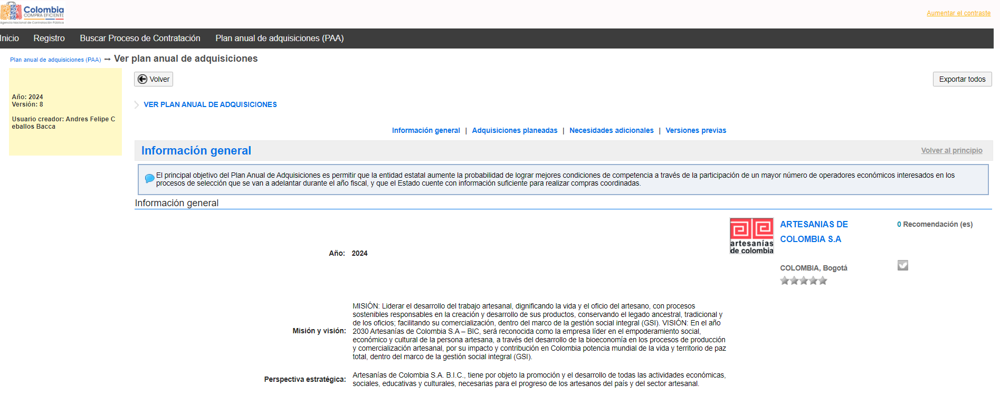 Colombia
COMPRA EFICIENTE
Agencia Nacional de Contratación Pública
Aumentar el contraste
Inicio Registro Buscar Proceso de Contratación Plan anual de adquisiciones (PAA)
Plan anual de adquisiciones (PAA) → Ver plan anual de adquisiciones
Año: 2024
Versión: 8
Usuario creador: Andres Felipe C
eballos Bacca
Volver
Exportar todos
VER PLAN ANUAL DE ADQUISICIONES
Información general | Adquisiciones planeadas | Necesidades adicionales | Versiones previas
Información general
Volver al principio
El principal objetivo del Plan Anual de Adquisiciones es permitir que la entidad estatal aumente la probabilidad de lograr mejores condiciones de competencia a través de la participación de un mayor número de operadores económicos interesados en los
procesos de selección que se van a adelantar durante el año fiscal, y que el Estado cuente con información suficiente para realizar compras coordinadas.
Información general
Año: 2024
artesanías
de colombia
ARTESANIAS DE
COLOMBIA S.A
0 Recomendación (es)
COLOMBIA, Bogotá
Misión y visión:
MISIÓN: Liderar el desarrollo del trabajo artesanal, dignificando la vida y el oficio del artesano, con procesos
sostenibles responsables en la creación y desarrollo de sus productos, conservando el legado ancestral, tradicional y
de los oficios; facilitando su comercialización, dentro del marco de la gestión social integral (GSI). VISIÓN: En el año
2030 Artesanías de Colombia S.A – BIC, será reconocida como la empresa líder en el empoderamiento social,
económico y cultural de la persona artesana, a través del desarrollo de la bioeconomía en los procesos de producción
y comercialización artesanal, por su impacto y contribución en Colombia potencia mundial de la vida y territorio de paz
total, dentro del marco de la gestión social integral (GSI).
Perspectiva estratégica:
Artesanías de Colombia S.A. B.I.C., tiene por objeto la promoción y el desarrollo de todas las actividades económicas,
sociales, educativas y culturales, necesarias para el progreso de los artesanos del país y del sector artesanal.